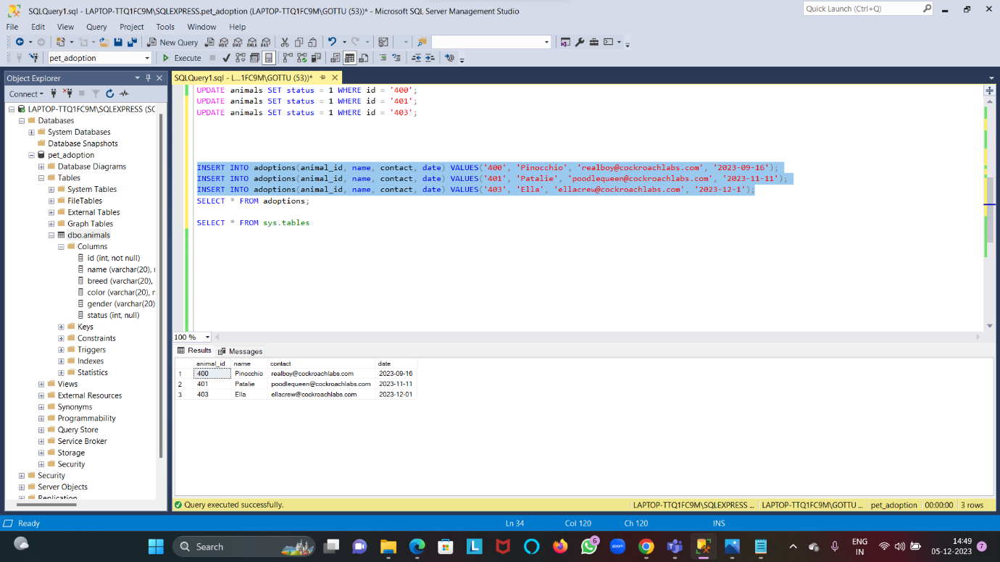 SQLQuery1.sql - LAPTOP-TTQ1FC9M\SQLEXPRESS.pet_adoption (LAPTOP-TTQ1FC9M\GOTTU (53))* - Microsoft SQL Server Management Studio
Quick Launch (Ctrl+Q)
File Edit View Query Project Tools Window Help
New Query
pet_adoption
Execute
Object Explorer
SQLQuery1.sql - L...1FC9M\GOTTU (53))*
Connect
LAPTOP-TTQ1FC9M\SQLEXPRESS (SC
Databases
System Databases
Database Snapshots
pet_adoption
Database Diagrams
Tables
System Tables
FileTables
External Tables
Graph Tables
dbo.animals
Columns
id (int, not null)
name (varchar(20), r
breed (varchar(20),
color (varchar(20), n
gender (varchar(20)
status (int, null)
Keys
Constraints
Triggers
Indexes
Statistics
Views
External Resources
Synonyms
Programmability
Query Store
Service Broker
Storage
Security
Security
Server Objects
Replication
UPDATE animals SET status = 1 WHERE id = '400';
UPDATE animals SET status = 1 WHERE id = '401';
UPDATE animals SET status = 1 WHERE id = '403';
INSERT INTO adoptions(animal_id, name, contact, date) VALUES('400', 'Pinocchio', 'realboy@cockroachlabs.com', '2023-09-16');
INSERT INTO adoptions(animal_id, name, contact, date) VALUES('401', 'Patalie', 'poodlequeen@cockroachlabs.com', '2023-11-11');
INSERT INTO adoptions(animal_id, name, contact, date) VALUES('403', 'Ella', 'ellacrew@cockroachlabs.com', '2023-12-1');
SELECT * FROM adoptions;
SELECT * FROM sys.tables
100 %
Results Messages
animal_id name contact date
1 400 Pinocchio realboy@cockroachlabs.com 2023-09-16
2 401 Patalie poodlequeen@cockroachlabs.com 2023-11-11
3 403 Ella ellacrew@cockroachlabs.com 2023-12-01
Query executed successfully.
LAPTOP-TTQ1FC9M\SQLEXPRESS ... LAPTOP-TTQ1FC9M\GOTTU ... pet_adoption 00:00:00 3 rows
Ready Ln 34 Col 120 Ch 120 INS
Search
6
zoom
ENG
IN
14:49
05-12-2023
7